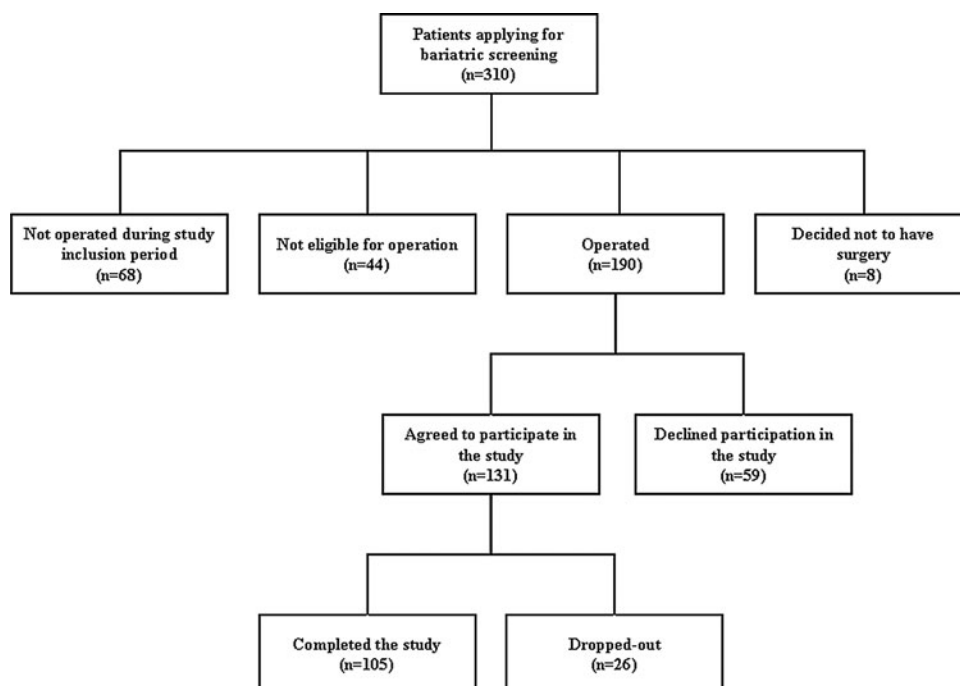 Patients applying for
bariatric screening
(n=310)
Not operated during study
inclusion period
(n=68)
Not eligible for operation
(n=44)
Operated
(n=190)
Decided not to have
surgery
(n=8)
Agreed to participate in
the study
(n=131)
Declined participation in
the study
(n=59)
Completed the study
(n=105)
Dropped-out
(n=26)